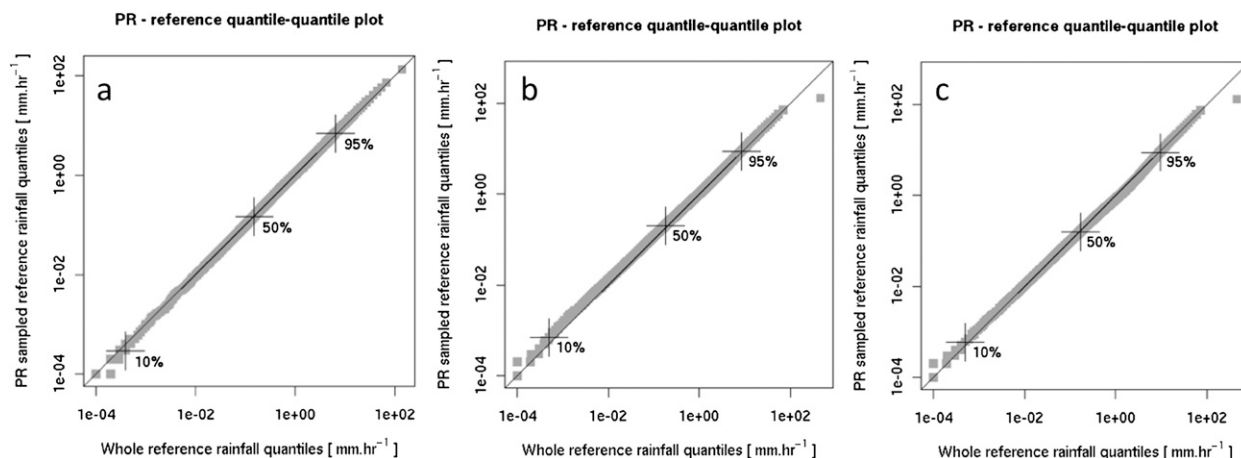 PR - reference quantile-quantile plot
a
PR sampled reference rainfall quantiles [ mm.hr⁻¹ ]
1e-04 1e-02 1e+00 1e+02
95%
50%
10%
1e-04 1e-02 1e+00 1e+02
Whole reference rainfall quantiles [ mm.hr⁻¹ ]
PR - reference quantile-quantile plot
b
PR sampled reference rainfall quantiles [ mm.hr⁻¹ ]
1e-04 1e-02 1e+00 1e+02
95%
50%
10%
1e-04 1e-02 1e+00 1e+02
Whole reference rainfall quantiles [ mm.hr⁻¹ ]
PR - reference quantile-quantile plot
c
PR sampled reference rainfall quantiles [ mm.hr⁻¹ ]
1e-04 1e-02 1e+00 1e+02
95%
50%
10%
1e-04 1e-02 1e+00 1e+02
Whole reference rainfall quantiles [ mm.hr⁻¹ ]